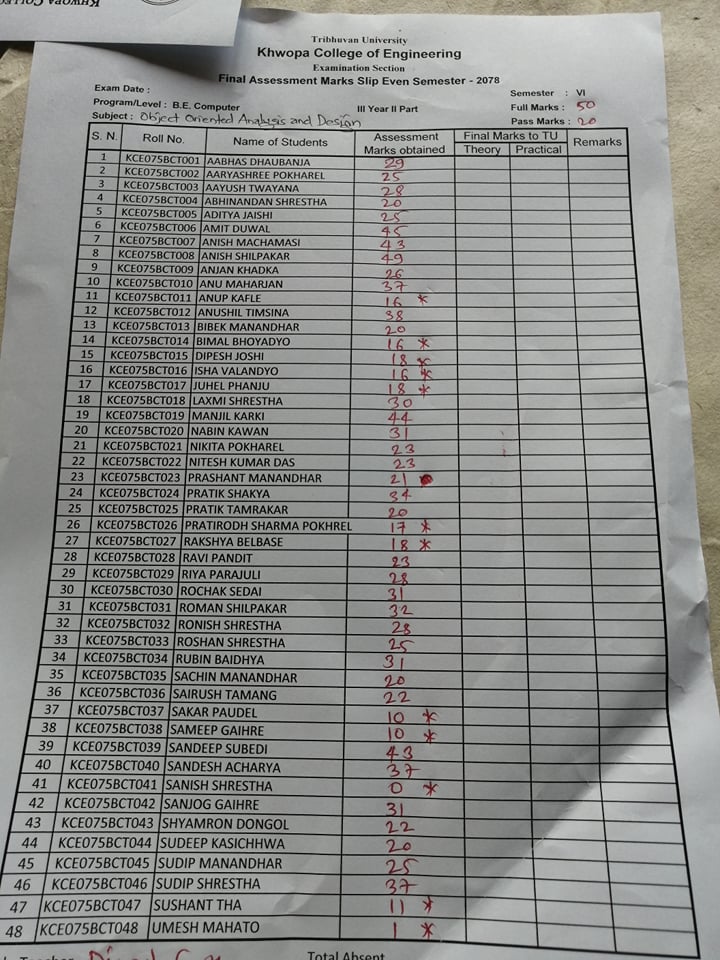 Tribhuvan University
Khwopa College of Engineering
Examination Section
Final Assessment Marks Slip Even Semester - 2078
Exam Date :
Semester : VI
Program/Level : B.E. Computer III Year II Part Full Marks : 50
Subject : Object Oriented Analysis and Design Pass Marks : 20
S. N. Roll No. Name of Students Assessment Marks obtained Final Marks to TU Remarks
Theory Practical
1 KCE075BCT001 AABHAS DHAUBANJA 29
2 KCE075BCT002 AARYASHREE POKHAREL 25
3 KCE075BCT003 AAYUSH TWAYANA 28
4 KCE075BCT004 ABHINANDAN SHRESTHA 20
5 KCE075BCT005 ADITYA JAISHI 25
6 KCE075BCT006 AMIT DUWAL 45
7 KCE075BCT007 ANISH MACHAMASI 43
8 KCE075BCT008 ANISH SHILPAKAR 49
9 KCE075BCT009 ANJAN KHADKA 26
10 KCE075BCT010 ANU MAHARJAN 37
11 KCE075BCT011 ANUP KAFLE 16 *
12 KCE075BCT012 ANUSHIL TIMSINA 38
13 KCE075BCT013 BIBEK MANANDHAR 20
14 KCE075BCT014 BIMAL BHOYADYO 16 *
15 KCE075BCT015 DIPESH JOSHI 18 *
16 KCE075BCT016 ISHA VALANDYO 16 *
17 KCE075BCT017 JUHEL PHANJU 18 *
18 KCE075BCT018 LAXMI SHRESTHA 30
19 KCE075BCT019 MANJIL KARKI 44
20 KCE075BCT020 NABIN KAWAN 31
21 KCE075BCT021 NIKITA POKHAREL 23
22 KCE075BCT022 NITESH KUMAR DAS 23
23 KCE075BCT023 PRASHANT MANANDHAR 21
24 KCE075BCT024 PRATIK SHAKYA 34
25 KCE075BCT025 PRATIK TAMRAKAR 20
26 KCE075BCT026 PRATIRODH SHARMA POKHREL 17 *
27 KCE075BCT027 RAKSHYA BELBASE 18 *
28 KCE075BCT028 RAVI PANDIT 23
29 KCE075BCT029 RIYA PARAJULI 28
30 KCE075BCT030 ROCHAK SEDAI 31
31 KCE075BCT031 ROMAN SHILPAKAR 32
32 KCE075BCT032 RONISH SHRESTHA 28
33 KCE075BCT033 ROSHAN SHRESTHA 25
34 KCE075BCT034 RUBIN BAIDHYA 31
35 KCE075BCT035 SACHIN MANANDHAR 20
36 KCE075BCT036 SAIRUSH TAMANG 22
37 KCE075BCT037 SAKAR PAUDEL 10 *
38 KCE075BCT038 SAMEEP GAIHRE 10 *
39 KCE075BCT039 SANDEEP SUBEDI 43
40 KCE075BCT040 SANDESH ACHARYA 37
41 KCE075BCT041 SANISH SHRESTHA 0 *
42 KCE075BCT042 SANJOG GAIHRE 31
43 KCE075BCT043 SHYAMRON DONGOL 22
44 KCE075BCT044 SUDEEP KASICHHWA 20
45 KCE075BCT045 SUDIP MANANDHAR 25
46 KCE075BCT046 SUDIP SHRESTHA 37
47 KCE075BCT047 SUSHANT THA 11 *
48 KCE075BCT048 UMESH MAHATO 1 *
Total Absent